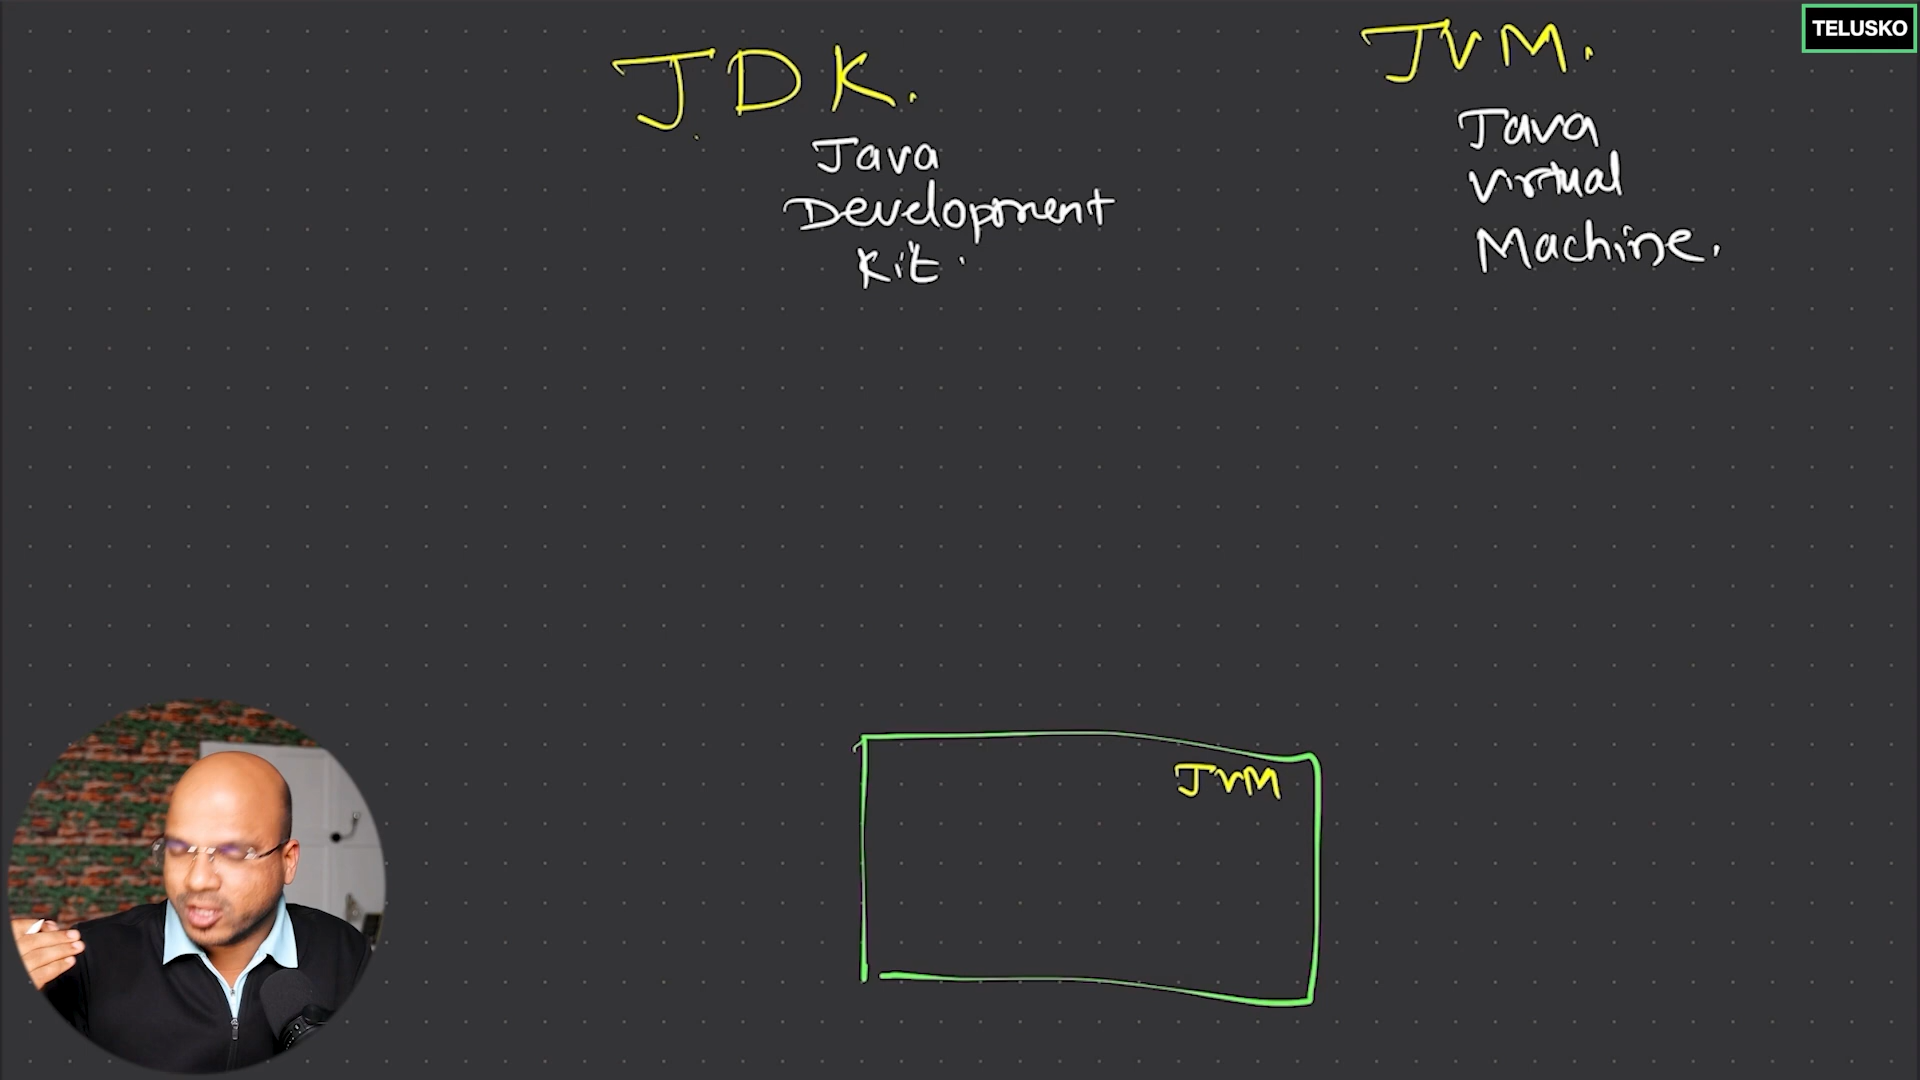 TELUSKO
JDK.
Java
Development
Kit.
JVM.
Java
Virtual
Machine.
JVM